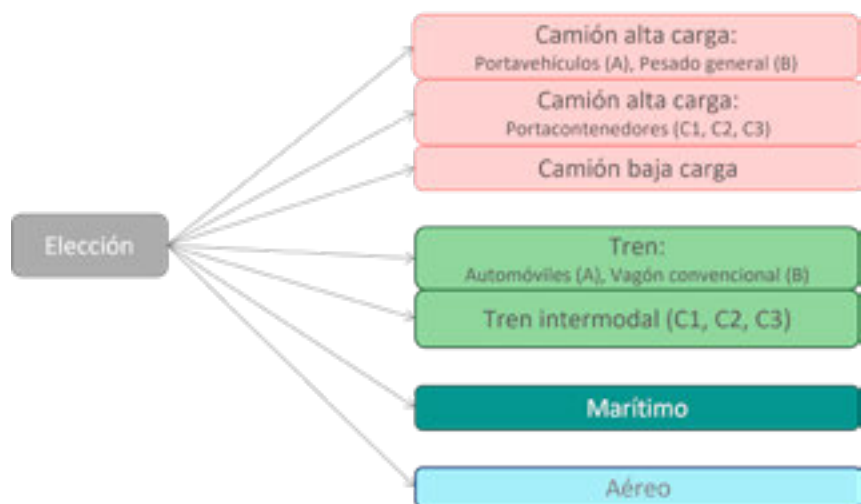 Camión alta carga:
Portavehículos (A), Pesado general (B)
Camión alta carga:
Portacontenedores (C1, C2, C3)
Camión baja carga
Elección
Tren:
Automóviles (A), Vagón convencional (B)
Tren intermodal (C1, C2, C3)
Marítimo
Aéreo